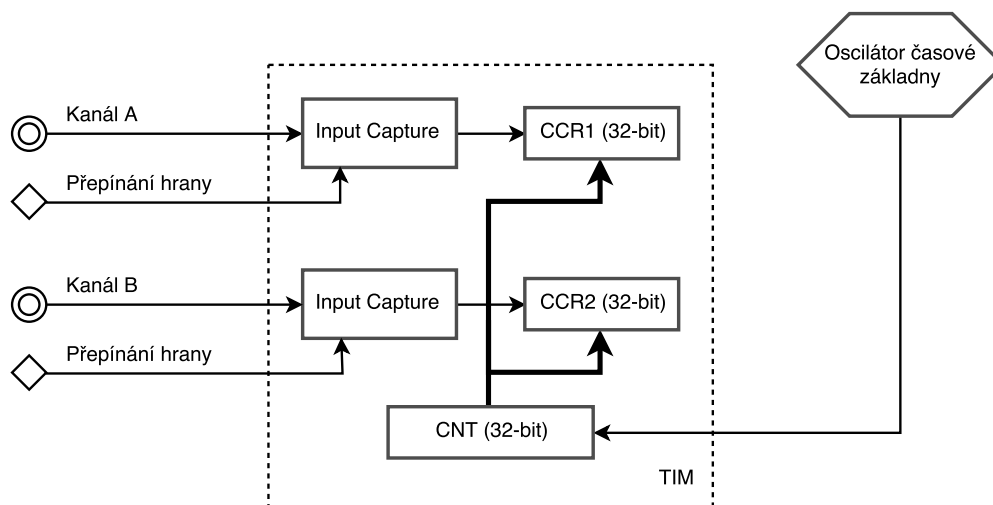 Oscilátor časové
základny
Kanál A
Input Capture
CCR1 (32-bit)
Přepínání hrany
Kanál B
Input Capture
CCR2 (32-bit)
Přepínání hrany
CNT (32-bit)
TIM